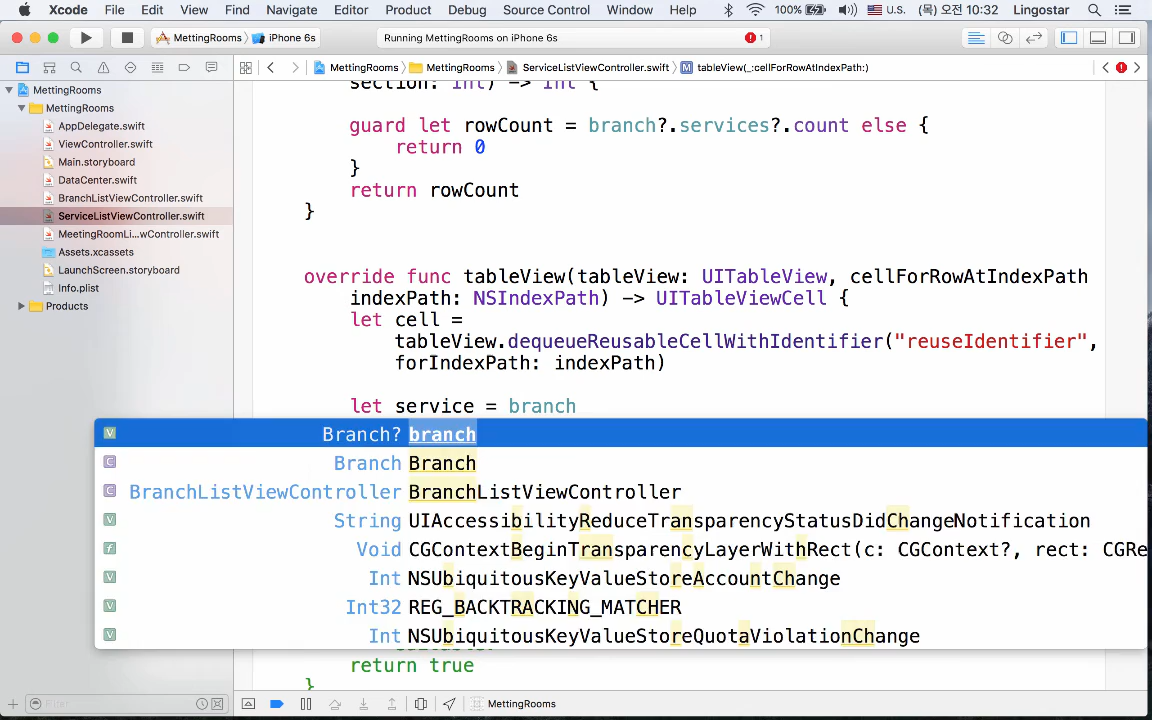 Xcode File Edit View Find Navigate Editor Product Debug Source Control Window Help 100% U.S. (목) 오전 10:32 Lingostar
MettingRooms iPhone 6s Running MettingRooms on iPhone 6s 1
MettingRooms MettingRooms ServiceListViewController.swift M tableView(_:cellForRowAtIndexPath:)
MettingRooms
MettingRooms
AppDelegate.swift
ViewController.swift
Main.storyboard
DataCenter.swift
BranchListViewController.swift
ServiceListViewController.swift
MeetingRoomLi...wController.swift
Assets.xcassets
LaunchScreen.storyboard
Info.plist
Products
section: Int) -> Int {
guard let rowCount = branch?.services?.count else {
return 0
}
return rowCount
}
override func tableView(tableView: UITableView, cellForRowAtIndexPath
indexPath: NSIndexPath) -> UITableViewCell {
let cell =
tableView.dequeueReusableCellWithIdentifier("reuseIdentifier",
forIndexPath: indexPath)
let service = branch
V Branch? branch
C Branch Branch
C BranchListViewController BranchListViewController
V String UIAccessibilityReduceTransparencyStatusDidChangeNotification
f Void CGContextBeginTransparencyLayerWithRect(c: CGContext?, rect: CGRe
V Int NSUbiquitousKeyValueStoreAccountChange
V Int32 REG_BACKTRACKING_MATCHER
V Int NSUbiquitousKeyValueStoreQuotaViolationChange
return true
}
Filter
MettingRooms